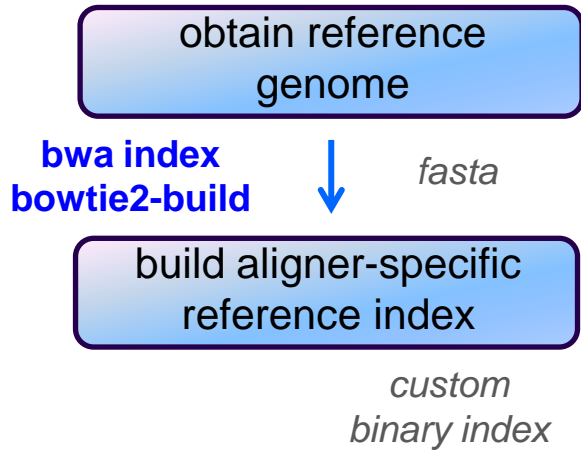 obtain reference
genome
bwa index
bowtie2-build
fasta
build aligner-specific
reference index
custom
binary index